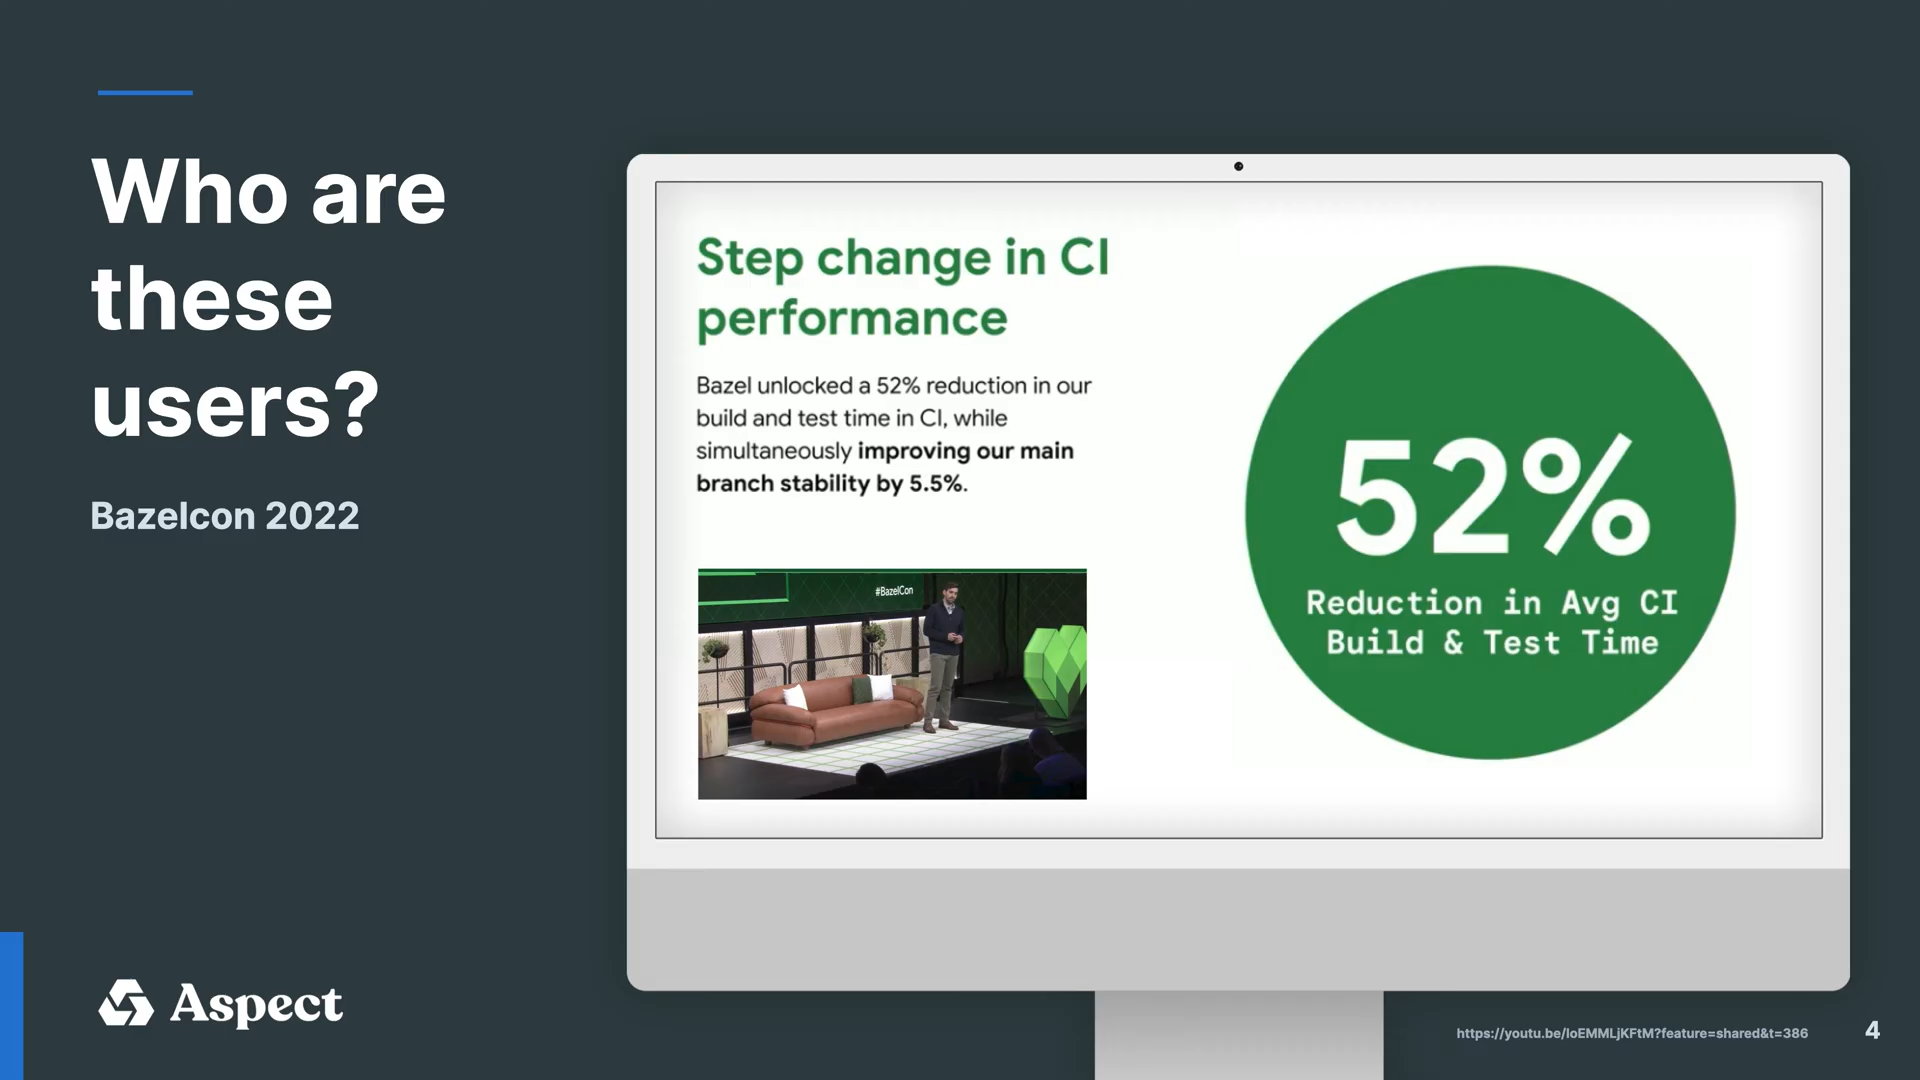 Who are
these
users?
Bazelcon 2022
Step change in CI
performance
Bazel unlocked a 52% reduction in our
build and test time in CI, while
simultaneously improving our main
branch stability by 5.5%.
#BazelCon
52%
Reduction in Avg CI
Build & Test Time
Aspect
https://youtu.be/IoEMMLjKFtM?feature=shared&t=386
4